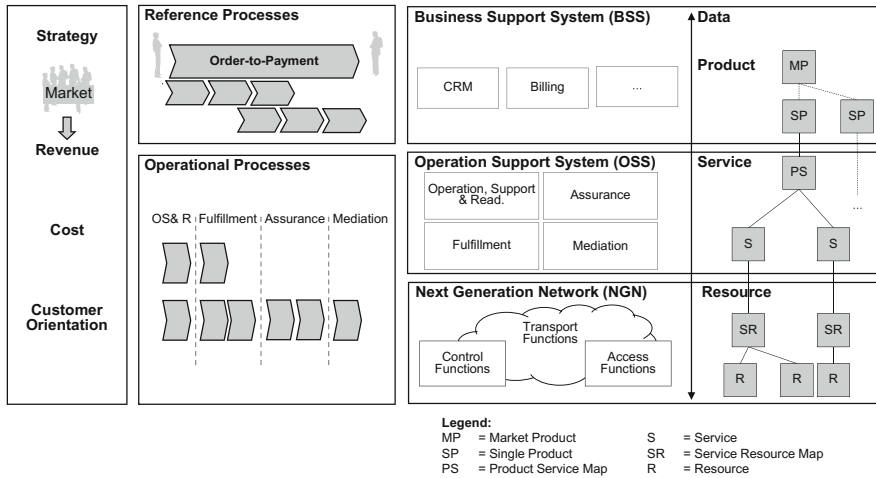 Strategy
Market
Revenue
Cost
Customer
Orientation
Reference Processes
Order-to-Payment
Operational Processes
OS& R
Fulfillment
Assurance
Mediation
Business Support System (BSS)
CRM
Billing
...
Operation Support System (OSS)
Operation, Support
& Read.
Assurance
Fulfillment
Mediation
Next Generation Network (NGN)
Transport
Functions
Control
Functions
Access
Functions
Data
Product
MP
SP
SP
Service
PS
...
S
S
Resource
SR
SR
R
R
R
Legend:
MP = Market Product
SP = Single Product
PS = Product Service Map
S = Service
SR = Service Resource Map
R = Resource